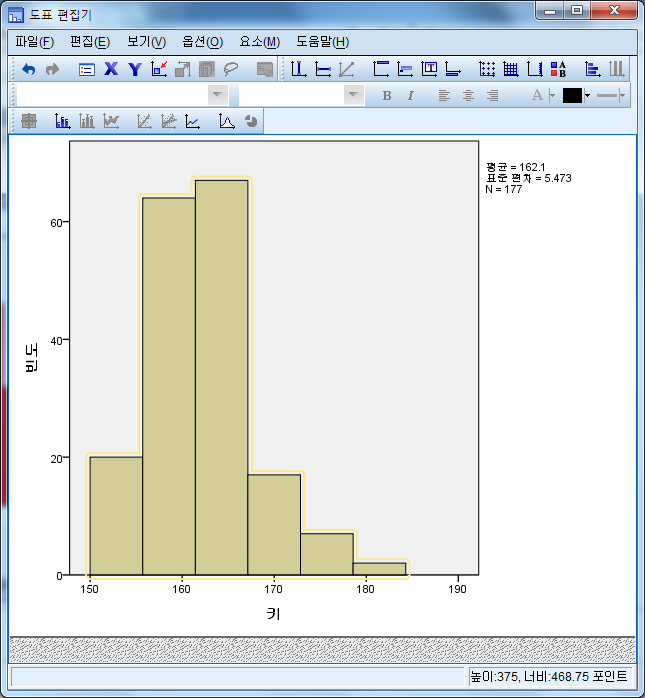 도표 편집기
파일(F) 편집(E) 보기(V) 옵션(O) 요소(M) 도움말(H)
X Y
T A B
B I A
평균 = 162.1
표준 편차 = 5.473
N = 177
60
40
빈도
20
0
150 160 170 180 190
키
높이:375, 너비:468.75 포인트